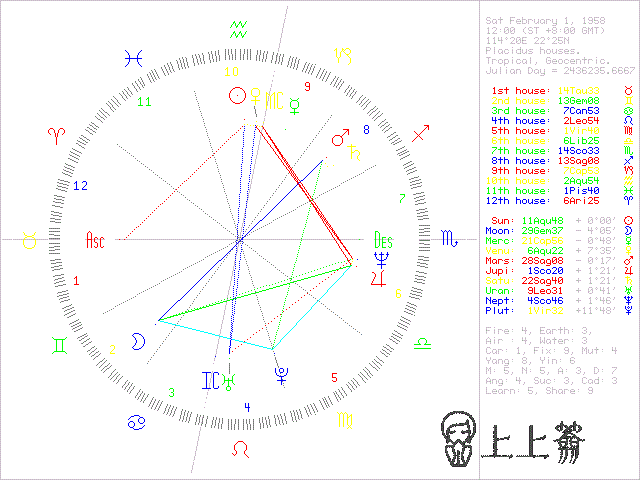 Sat February 1, 1958
12:00 (ST +8:00 GMT)
114°20E 22°25N
Placidus houses.
Tropical, Geocentric.
Julian Day = 2436235.6667
1st house: 14Tau33
2nd house: 13Gem08
3rd house: 7Can53
4th house: 2Leo54
5th house: 1Vir40
6th house: 6Lib25
7th house: 14Sco33
8th house: 13Sag08
9th house: 7Cap53
10th house: 2Aqu54
11th house: 1Pis40
12th house: 6Ari25
Sun: 11Aqu48 + 0°00'
Moon: 29Gem37 - 4°05'
Merc: 21Cap56 - 0°48'
Venu: 6Aqu22 + 7°35'
Mars: 28Sag08 - 0°17'
Jupi: 1Sco20 + 1°21'
Satu: 22Sag40 + 1°21'
Uran: 9Leo31 + 0°41'
Nept: 4Sco46 + 1°46'
Plut: 1Vir32 +11°48'
Fire: 4, Earth: 3,
Air : 4, Water: 3
Car: 1, Fix: 9, Mut: 4
Yang: 8, Yin: 6
M: 5, N: 5, A: 3, D: 7
Ang: 4, Suc: 3, Cad: 3
Learn: 5, Share: 9
10
9
MC
11
8
12
7
Asc
Des
1
6
2
5
3
IC
4
上上